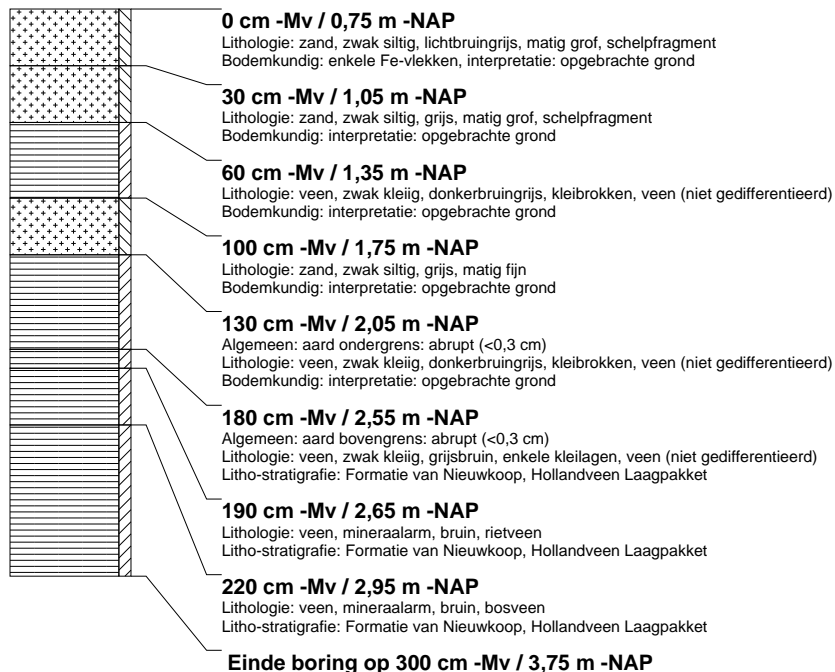 0 cm -Mv / 0,75 m -NAP
Lithologie: zand, zwak siltig, lichtbruingrijs, matig grof, schelpfragment
Bodemkundig: enkele Fe-vlekken, interpretatie: opgebrachte grond
30 cm -Mv / 1,05 m -NAP
Lithologie: zand, zwak siltig, grijs, matig grof, schelpfragment
Bodemkundig: interpretatie: opgebrachte grond
60 cm -Mv / 1,35 m -NAP
Lithologie: veen, zwak kleiig, donkerbruingrijs, kleibrokken, veen (niet gedifferentieerd)
Bodemkundig: interpretatie: opgebrachte grond
100 cm -Mv / 1,75 m -NAP
Lithologie: zand, zwak siltig, grijs, matig fijn
Bodemkundig: interpretatie: opgebrachte grond
130 cm -Mv / 2,05 m -NAP
Algemeen: aard ondergrens: abrupt (<0,3 cm)
Lithologie: veen, zwak kleiig, donkerbruingrijs, kleibrokken, veen (niet gedifferentieerd)
Bodemkundig: interpretatie: opgebrachte grond
180 cm -Mv / 2,55 m -NAP
Algemeen: aard bovengrens: abrupt (<0,3 cm)
Lithologie: veen, zwak kleiig, grijsbruin, enkele kleilagen, veen (niet gedifferentieerd)
Litho-stratigrafie: Formatie van Nieuwkoop, Hollandveen Laagpakket
190 cm -Mv / 2,65 m -NAP
Lithologie: veen, mineraalarm, bruin, rietveen
Litho-stratigrafie: Formatie van Nieuwkoop, Hollandveen Laagpakket
220 cm -Mv / 2,95 m -NAP
Lithologie: veen, mineraalarm, bruin, bosveen
Litho-stratigrafie: Formatie van Nieuwkoop, Hollandveen Laagpakket
Einde boring op 300 cm -Mv / 3,75 m -NAP